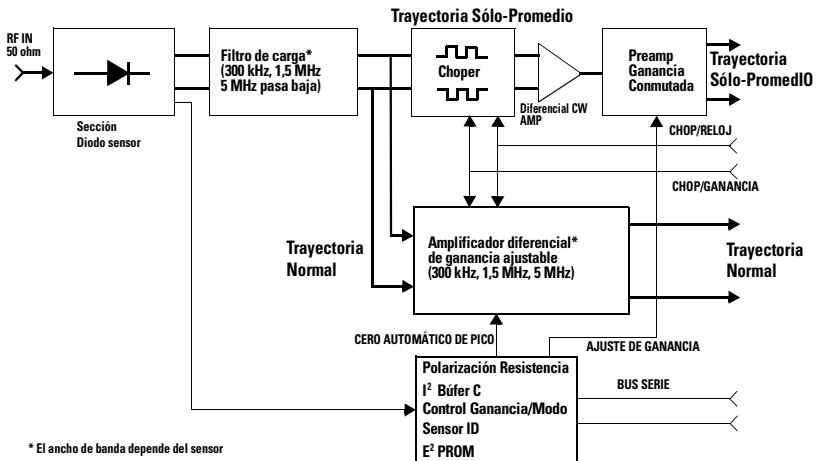 Trayectoria Sólo-Promedio
RF IN
50 ohm
Sección
Diodo sensor
Filtro de carga*
(300 kHz, 1,5 MHz
5 MHz pasa baja)
Choper
Diferencial CW
AMP
Preamp
Ganancia
Conmutada
Trayectoria
Sólo-PromedIO
CHOP/RELOJ
CHOP/GANANCIA
Trayectoria
Normal
Amplificador diferencial*
de ganancia ajustable
(300 kHz, 1,5 MHz, 5 MHz)
Trayectoria
Normal
CERO AUTOMÁTICO DE PICO
AJUSTE DE GANANCIA
Polarización Resistencia
I² Búfer C
Control Ganancia/Modo
Sensor ID
E² PROM
BUS SERIE
* El ancho de banda depende del sensor